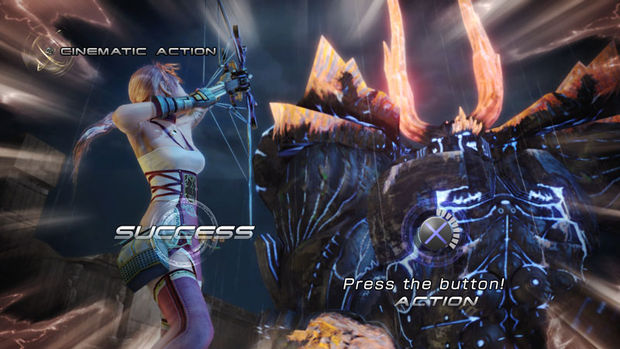 CINEMATIC ACTION
SUCCESS
Press the button!
ACTION